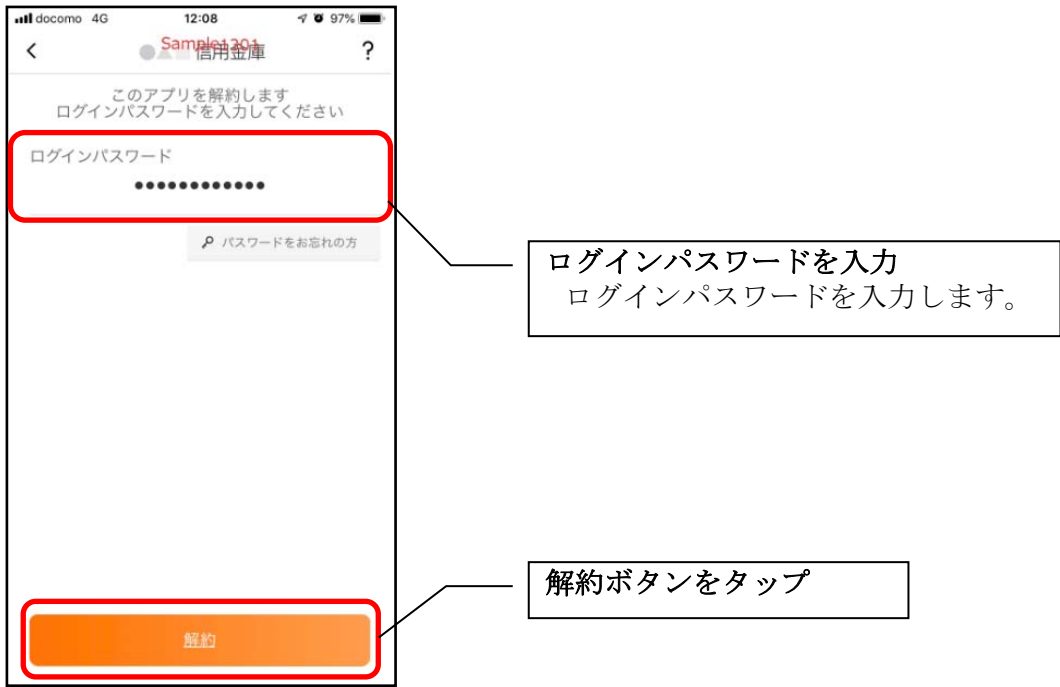 docomo 4G 12:08 97%
Sample1201
●▲■信用金庫 ?
このアプリを解約します
ログインパスワードを入力してください
ログインパスワード
●●●●●●●●●●●●
パスワードをお忘れの方
ログインパスワードを入力
ログインパスワードを入力します。
解約ボタンをタップ
解約